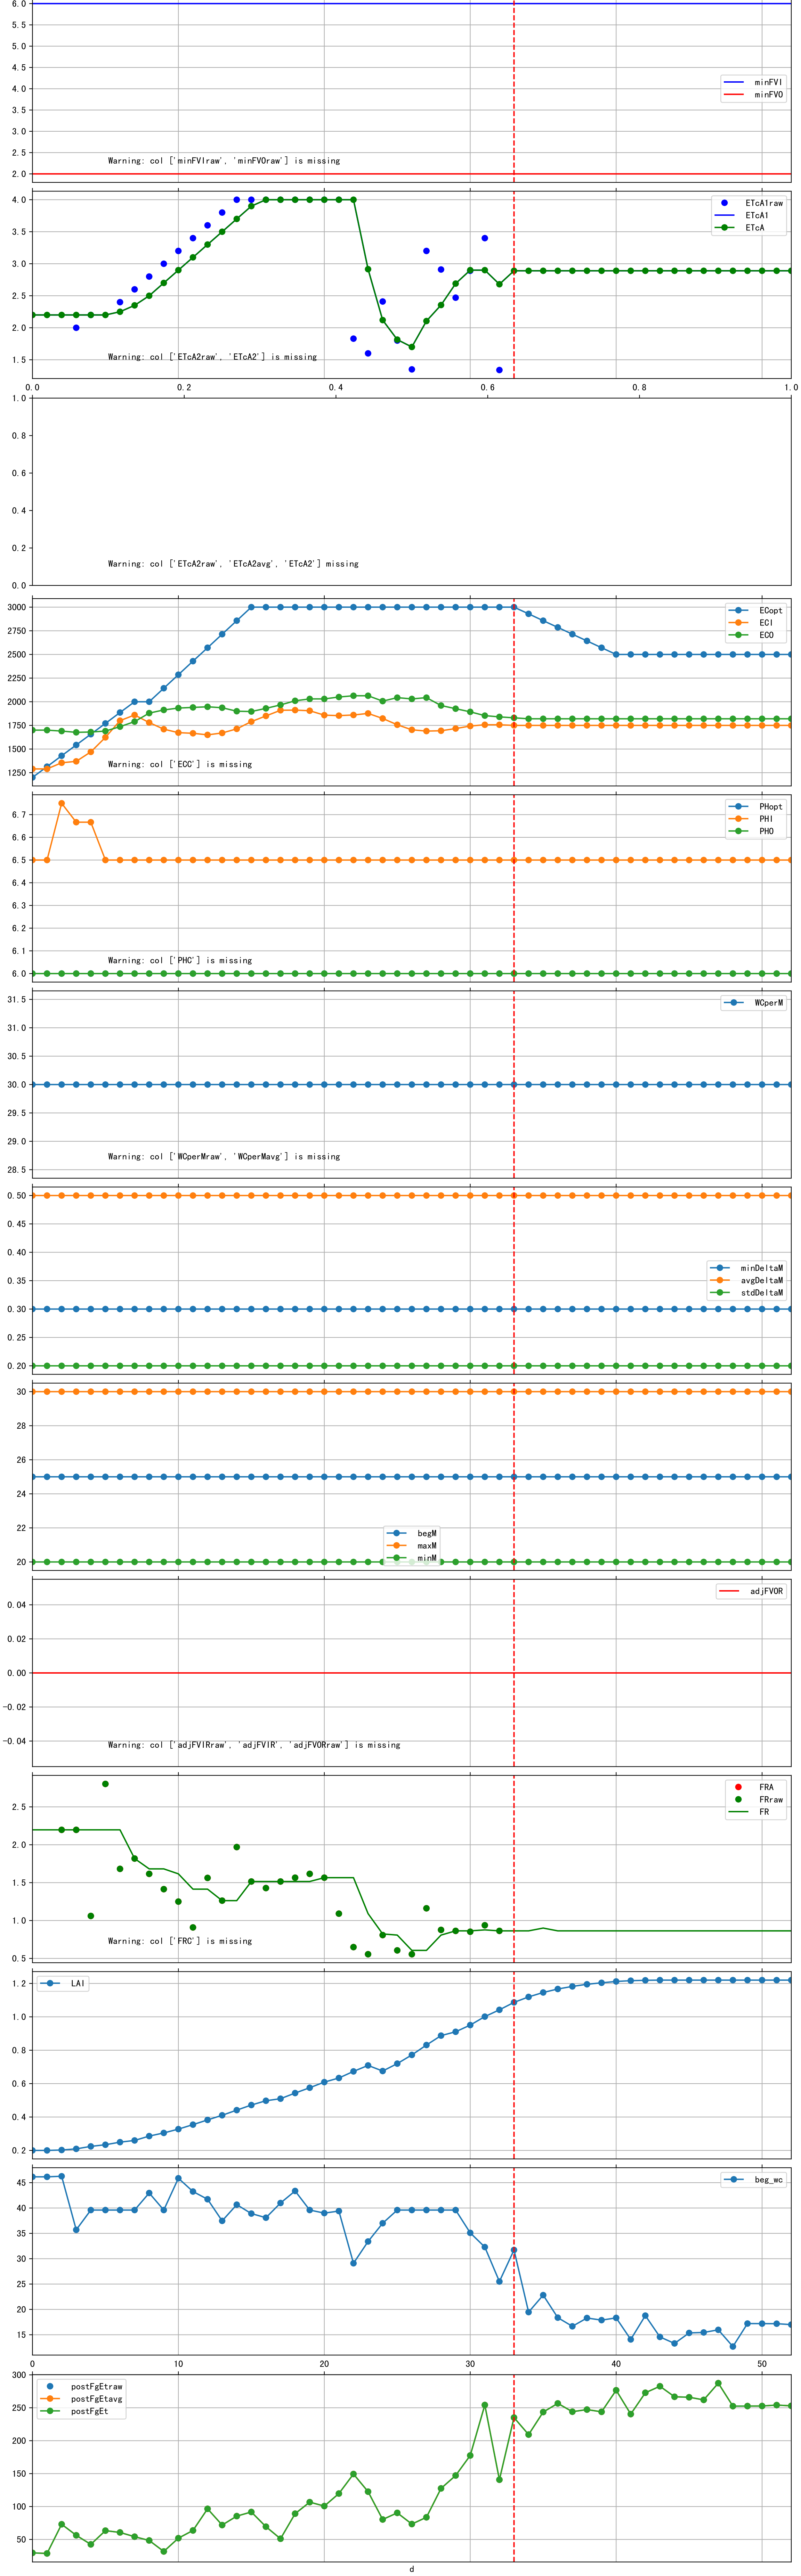 6.0
5.5
5.0
4.5
4.0
3.5
3.0
2.5
2.0
minFVI
minFVO
Warning: col ['minFVIraw', 'minFVOraw'] is missing
4.0
3.5
3.0
2.5
2.0
1.5
ETcA1raw
ETcA1
ETcA
Warning: col ['ETcA2raw', 'ETcA2'] is missing
0.0 0.2 0.4 0.6 0.8 1.0
1.0
0.8
0.6
0.4
0.2
0.0
Warning: col ['ETcA2raw', 'ETcA2avg', 'ETcA2'] missing
3000
2750
2500
2250
2000
1750
1500
1250
ECopt
ECI
ECO
Warning: col ['ECC'] is missing
6.7
6.6
6.5
6.4
6.3
6.2
6.1
6.0
PHopt
PHI
PHO
Warning: col ['PHC'] is missing
31.5
31.0
30.5
30.0
29.5
29.0
28.5
WCperM
Warning: col ['WCperMraw', 'WCperMavg'] is missing
0.50
0.45
0.40
0.35
0.30
0.25
0.20
minDeltaM
avgDeltaM
stdDeltaM
30
28
26
24
22
20
begM
maxM
minM
0.04
0.02
0.00
-0.02
-0.04
adjFVOR
Warning: col ['adjFVIRraw', 'adjFVIR', 'adjFVORraw'] is missing
2.5
2.0
1.5
1.0
0.5
FRA
FRraw
FR
Warning: col ['FRC'] is missing
1.2
1.0
0.8
0.6
0.4
0.2
LAI
45
40
35
30
25
20
15
beg_wc
0 10 20 30 40 50
300
250
200
150
100
50
postFgEtraw
postFgEtavg
postFgEt
d